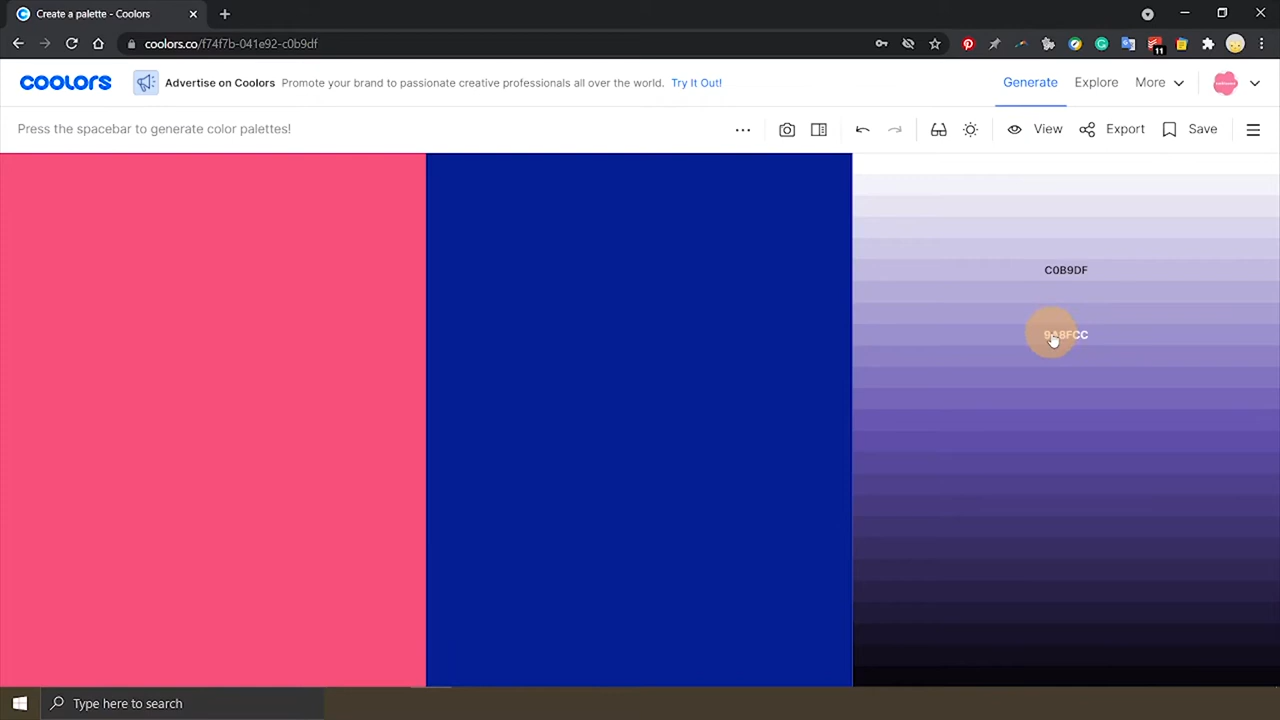 Create a palette - Coolors
coolors.co/f74f7b-041e92-c0b9df
11
coolors
Advertise on Coolors Promote your brand to passionate creative professionals all over the world. Try It Out!
Generate Explore More
Press the spacebar to generate color palettes!
View Export Save
C0B9DF
9A8FCC
Type here to search